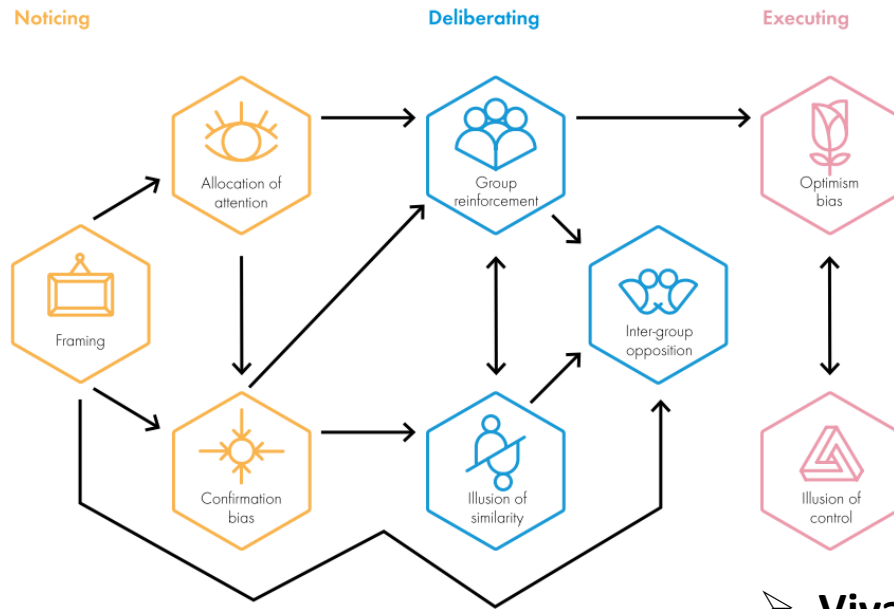 Noticing
Deliberating
Executing
Allocation of
attention
Group
reinforcement
Optimism
bias
Framing
Inter-group
opposition
Confirmation
bias
Illusion of
similarity
Illusion of
control